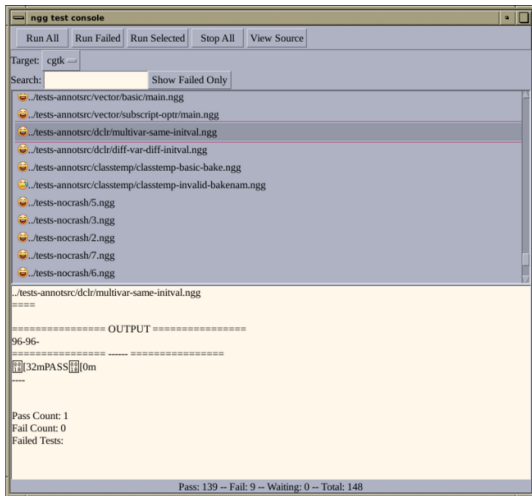 ngg test console
Run All Run Failed Run Selected Stop All View Source
Target: cgtk
Search: Show Failed Only
../tests-annotsrc/vector/basic/main.ngg
../tests-annotsrc/vector/subscript-optr/main.ngg
../tests-annotsrc/dclr/multivar-same-initval.ngg
../tests-annotsrc/dclr/diff-var-diff-initval.ngg
../tests-annotsrc/classtemp/classtemp-basic-bake.ngg
../tests-annotsrc/classtemp/classtemp-invalid-bakenam.ngg
../tests-nocrash/5.ngg
../tests-nocrash/3.ngg
../tests-nocrash/2.ngg
../tests-nocrash/7.ngg
../tests-nocrash/6.ngg
../tests-annotsrc/dclr/multivar-same-initval.ngg
====
================ OUTPUT ================
96-96-
================ ------ ================
[32mPASS[0m
----
Pass Count: 1
Fail Count: 0
Failed Tests:
Pass: 139 -- Fail: 9 -- Waiting: 0 -- Total: 148